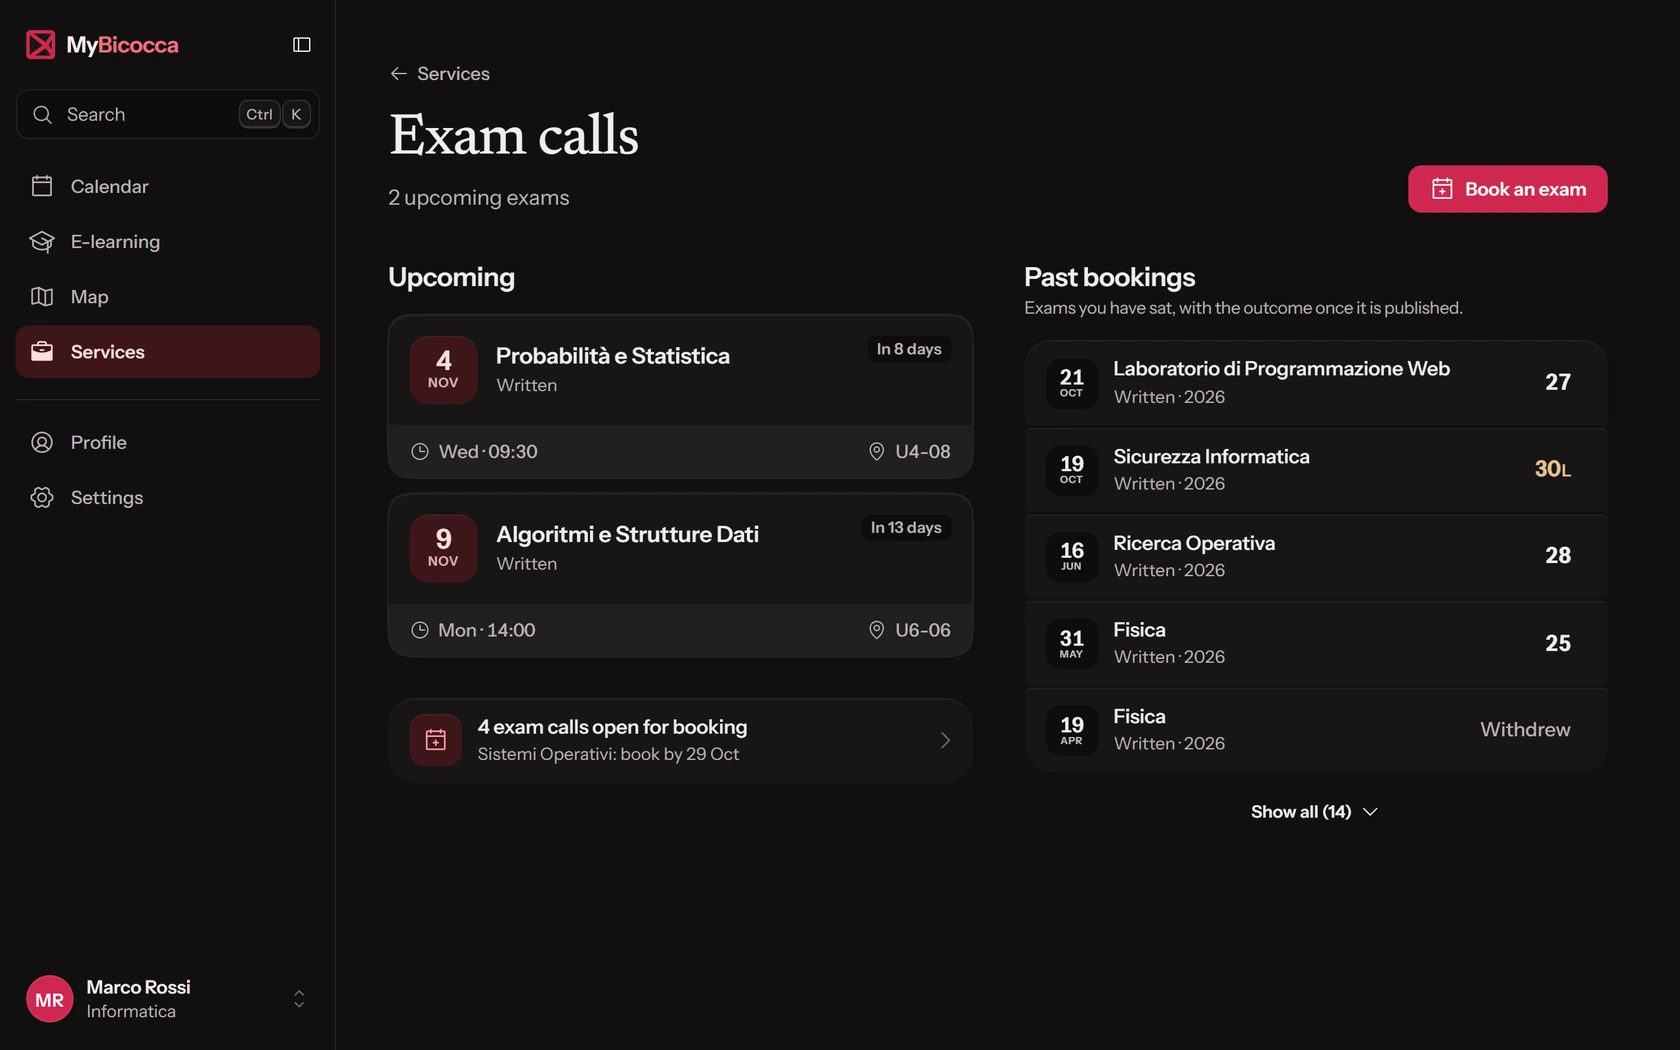 MyBicocca
Search Ctrl K
Calendar
E-learning
Map
Services
Profile
Settings
MR
Marco Rossi
Informatica
Services
Exam calls
2 upcoming exams
Book an exam
Upcoming
4 NOV
Probabilità e Statistica
Written
In 8 days
Wed · 09:30
U4-08
9 NOV
Algoritmi e Strutture Dati
Written
In 13 days
Mon · 14:00
U6-06
4 exam calls open for booking
Sistemi Operativi: book by 29 Oct
Past bookings
Exams you have sat, with the outcome once it is published.
21 OCT
Laboratorio di Programmazione Web
Written · 2026
27
19 OCT
Sicurezza Informatica
Written · 2026
30L
16 JUN
Ricerca Operativa
Written · 2026
28
31 MAY
Fisica
Written · 2026
25
19 APR
Fisica
Written · 2026
Withdrew
Show all (14)